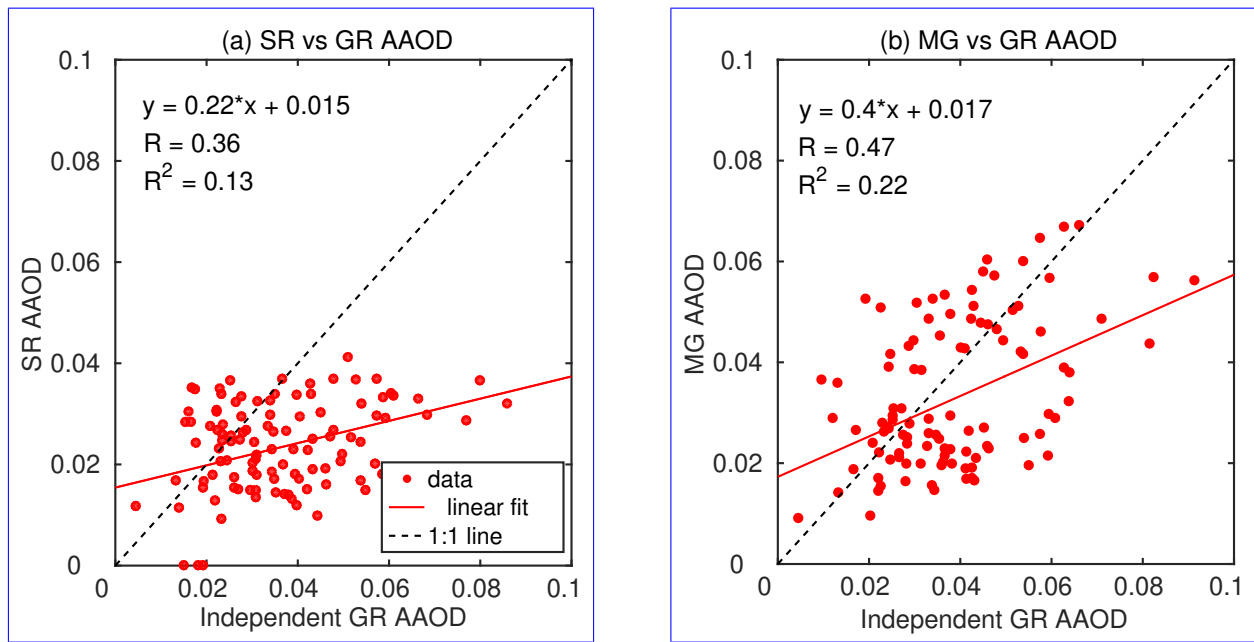 (a) SR vs GR AAOD
y = 0.22*x + 0.015
R = 0.36
R² = 0.13
0.1
0.08
0.06
0.04
0.02
0
SR AAOD
data
linear fit
1:1 line
0 0.02 0.04 0.06 0.08 0.1
Independent GR AAOD
(b) MG vs GR AAOD
y = 0.4*x + 0.017
R = 0.47
R² = 0.22
0.1
0.08
0.06
0.04
0.02
0
MG AAOD
0 0.02 0.04 0.06 0.08 0.1
Independent GR AAOD